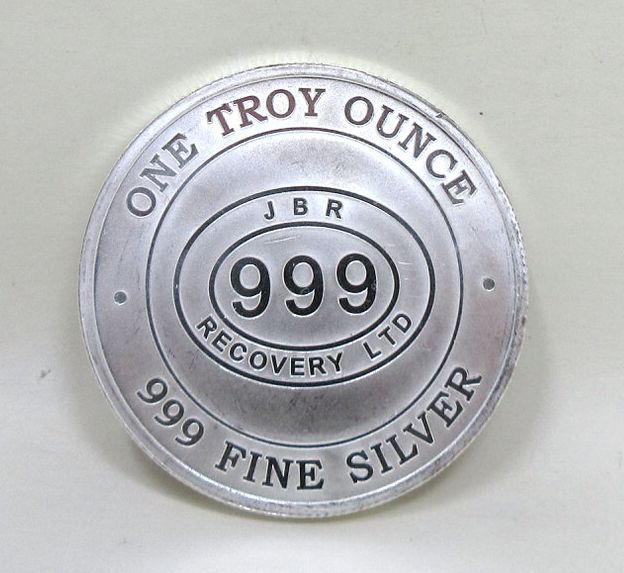 ONE TROY OUNCE
JBR
999
RECOVERY LTD
999 FINE SILVER